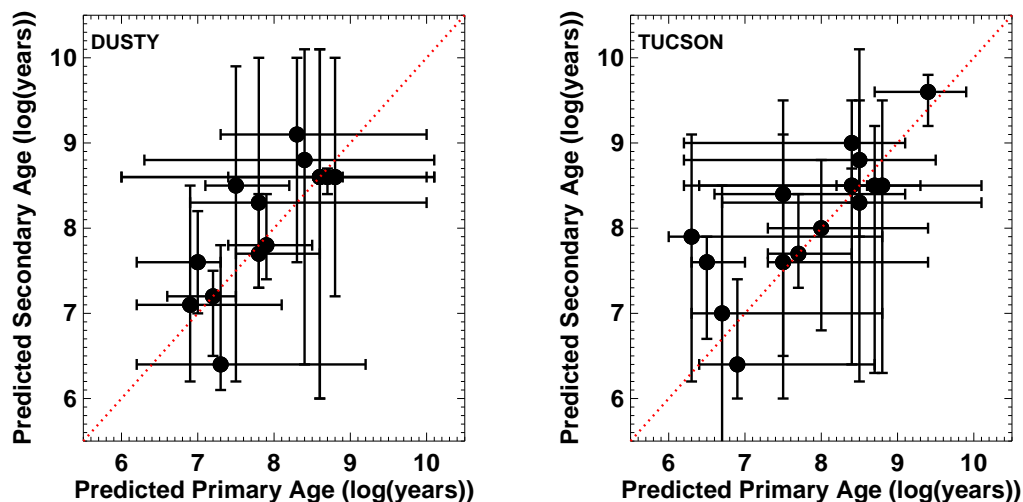 DUSTY
10
9
8
7
6
6 7 8 9 10
Predicted Primary Age (log(years))
Predicted Secondary Age (log(years))
TUCSON
10
9
8
7
6
6 7 8 9 10
Predicted Primary Age (log(years))
Predicted Secondary Age (log(years))